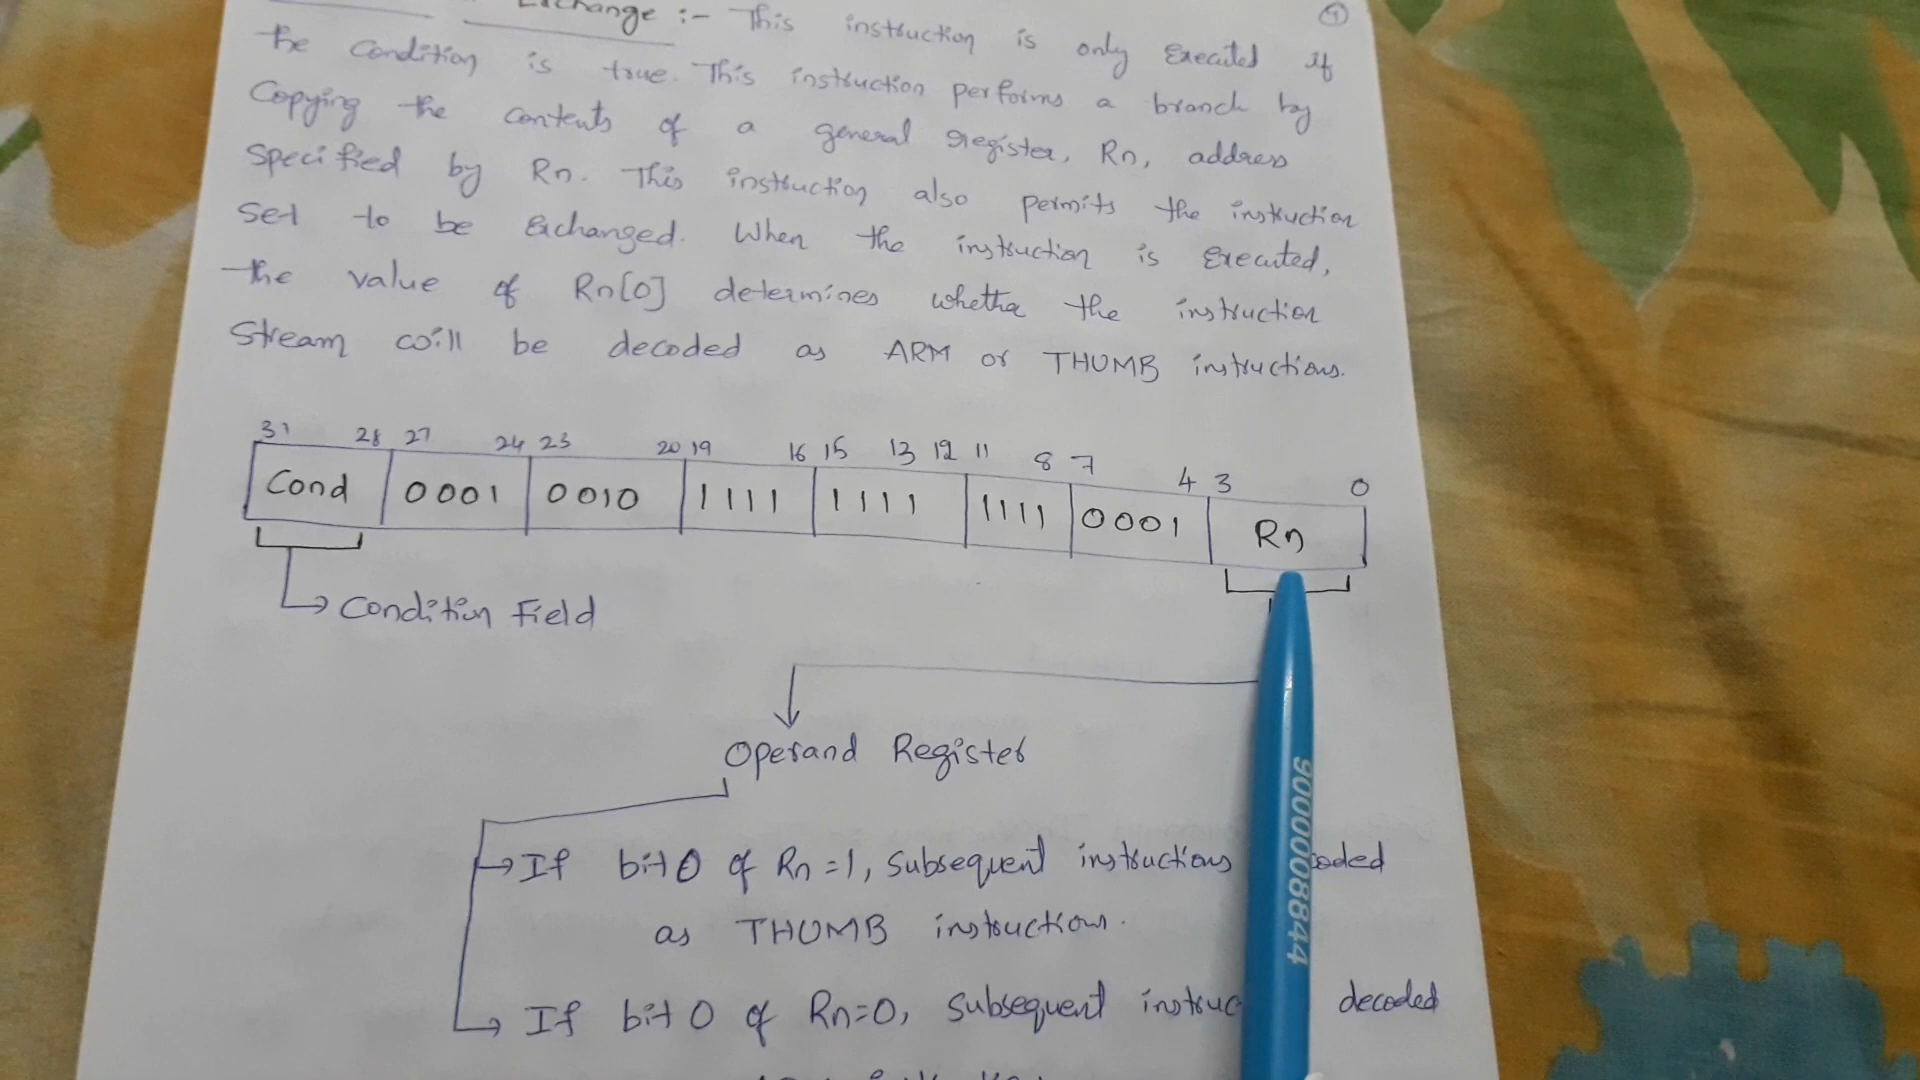 Exchange :- This instruction is only Executed if
the Condition is true. This instruction performs a branch by
Copying the contents of a general register, Rn, address
Specified by Rn. This instruction also permits the instruction
Set to be Exchanged. When the instruction is Executed,
the value of Rn[0] determines whether the instruction
Stream will be decoded as ARM or THUMB instructions.
31 28 27 24 23 20 19 16 15 13 12 11 8 7 4 3 0
Cond 0001 0010 1111 1111 1111 0001 Rn
Condition Field
Operand Register
If bit 0 of Rn=1, Subsequent instructions coded
as THUMB instructions.
If bit 0 of Rn=0, Subsequent instruc decoded
9000008844